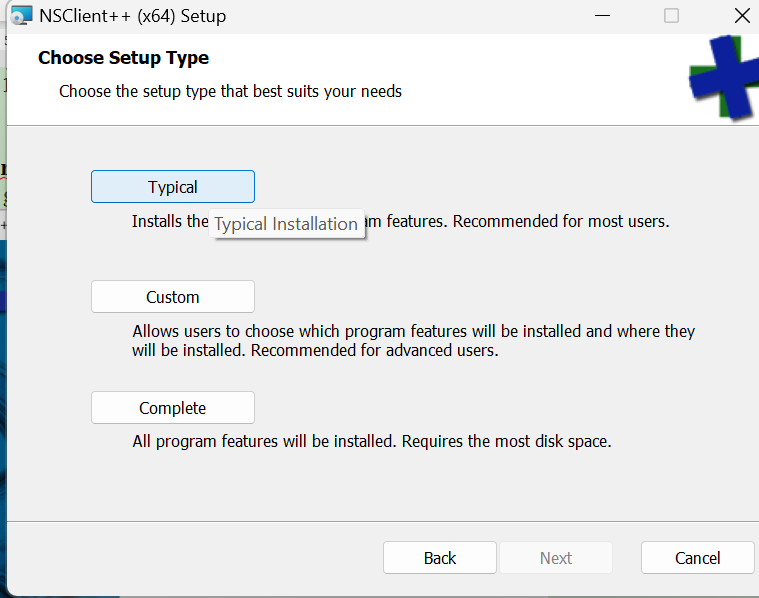 NSClient++ (x64) Setup
Choose Setup Type
Choose the setup type that best suits your needs
Typical
Installs the
Typical Installation
m features. Recommended for most users.
Custom
Allows users to choose which program features will be installed and where they
will be installed. Recommended for advanced users.
Complete
All program features will be installed. Requires the most disk space.
Back
Next
Cancel